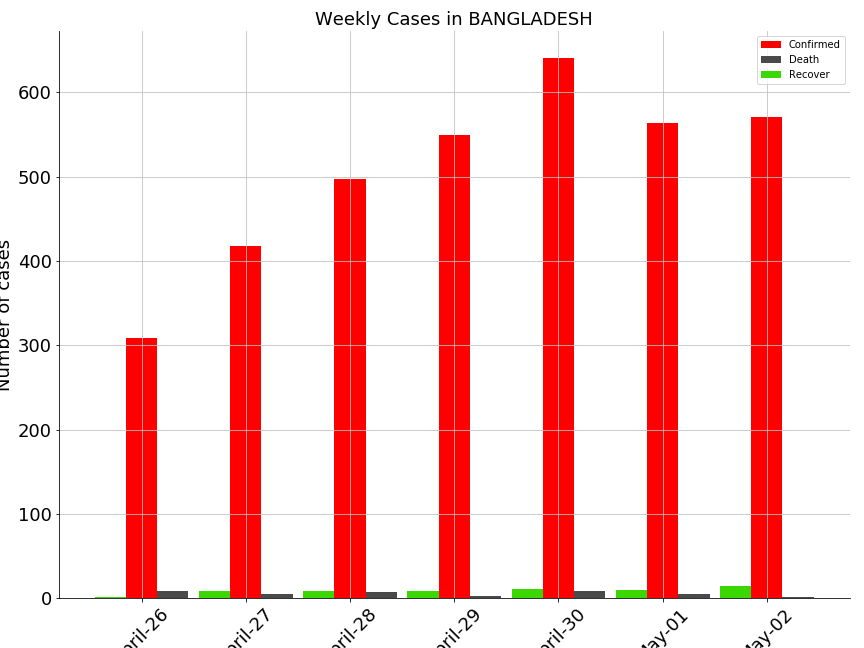 Weekly Cases in BANGLADESH
Confirmed
Death
Recover
Number of cases
600
500
400
300
200
100
0
pril-26
pril-27
pril-28
pril-29
pril-30
May-01
May-02